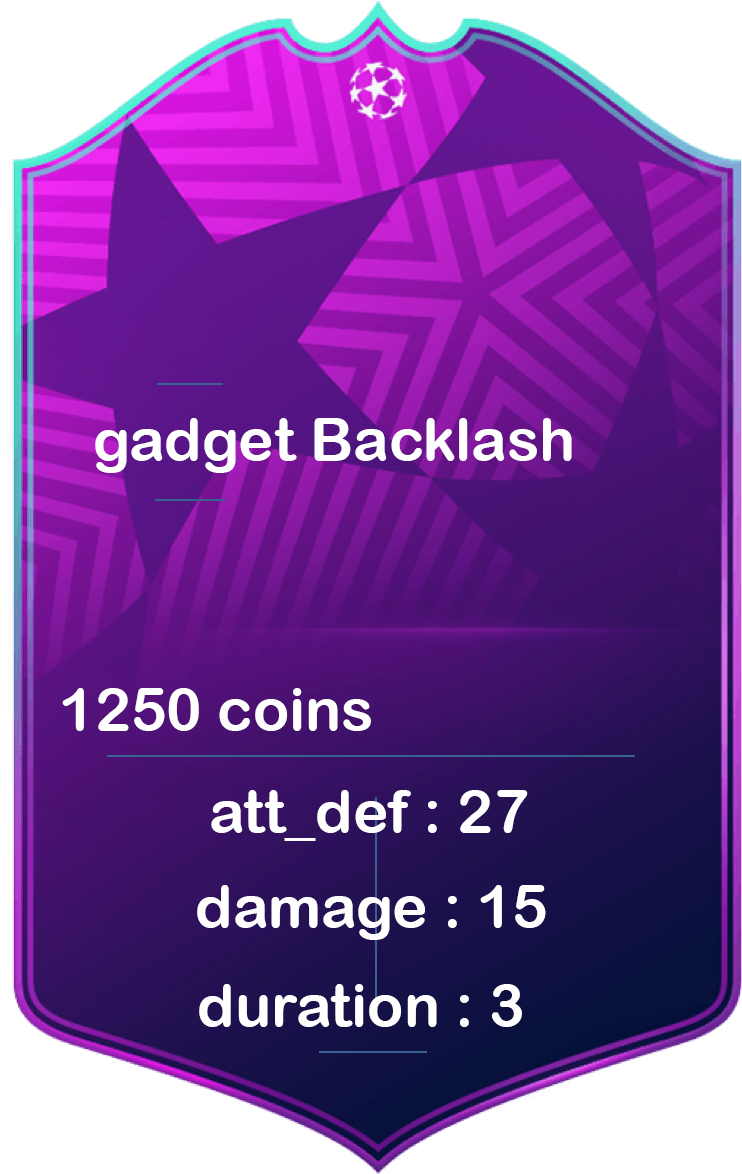 gadget Backlash
1250 coins
att_def : 27
damage : 15
duration : 3